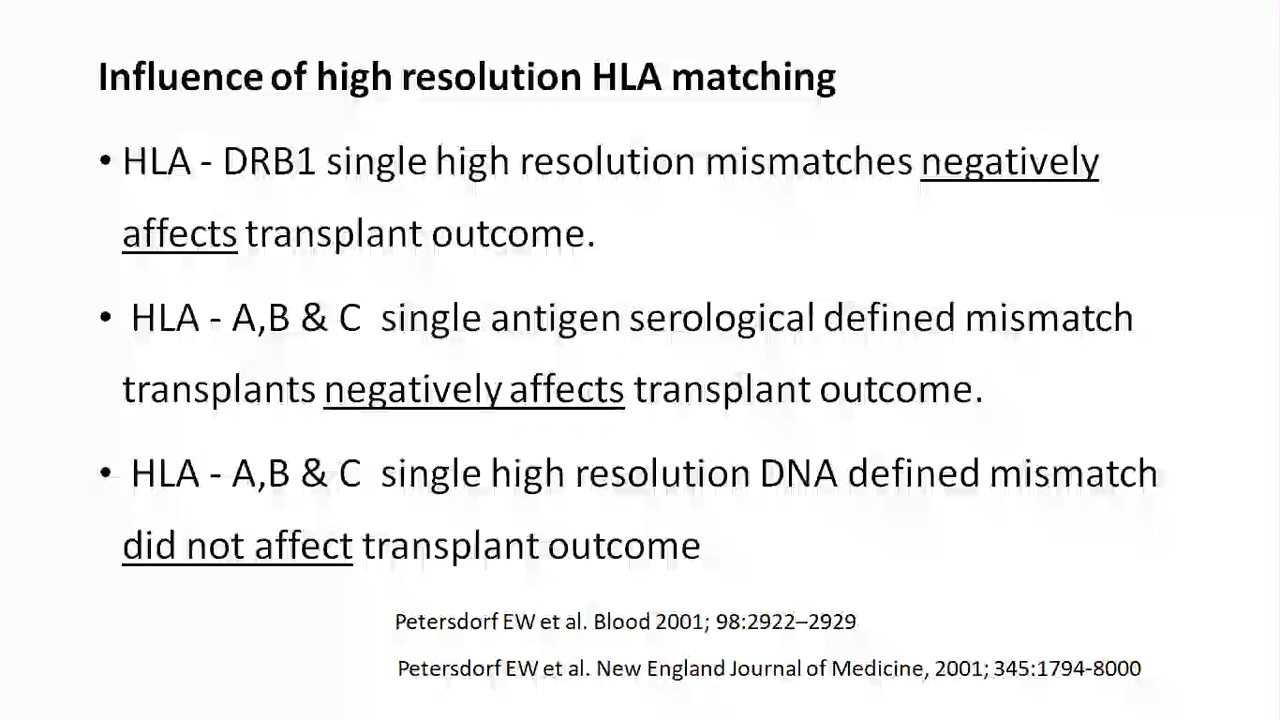 Influence of high resolution HLA matching
• HLA - DRB1 single high resolution mismatches negatively
affects transplant outcome.
• HLA - A,B & C single antigen serological defined mismatch
transplants negatively affects transplant outcome.
• HLA - A,B & C single high resolution DNA defined mismatch
did not affect transplant outcome
Petersdorf EW et al. Blood 2001; 98:2922–2929
Petersdorf EW et al. New England Journal of Medicine, 2001; 345:1794-8000